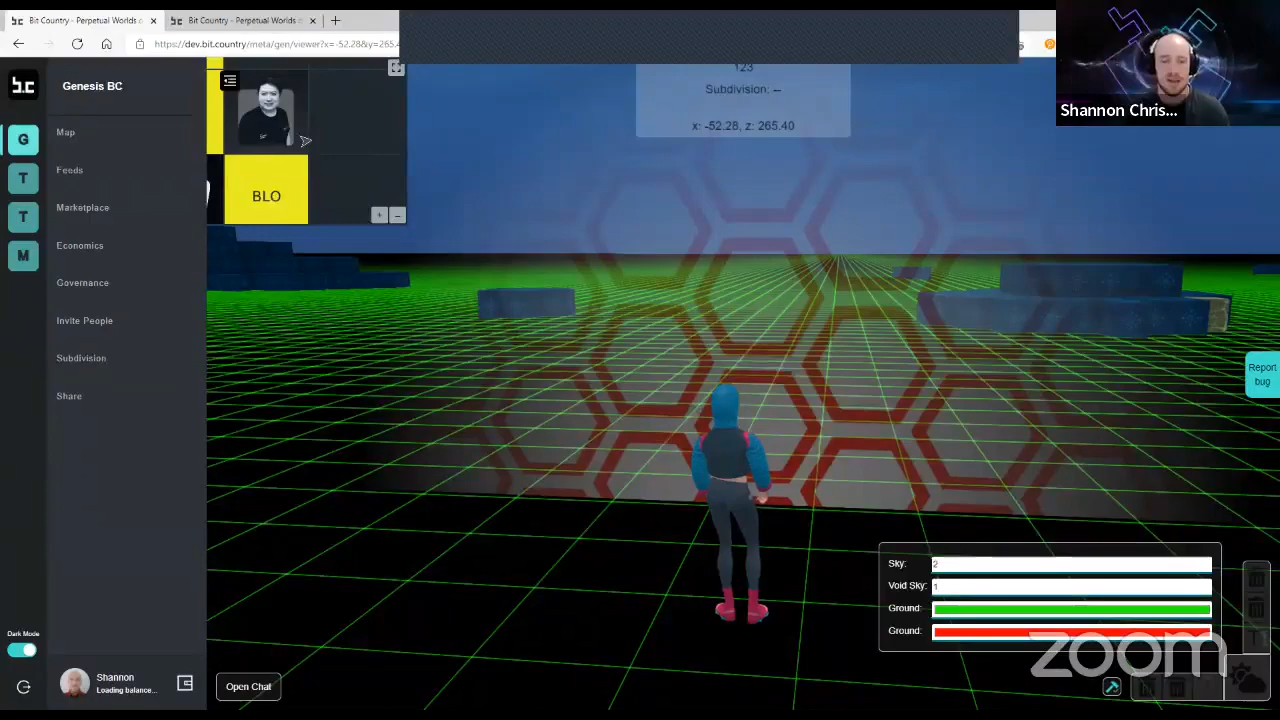 Bit Country - Perpetual Worlds
Bit Country - Perpetual Worlds
https://dev.bit.country/meta/gen/viewer?x=-52.28&y=265.4
Shannon Chris...
b.c
Genesis BC
G
T
T
M
Map
Feeds
Marketplace
Economics
Governance
Invite People
Subdivision
Share
BLO
+
–
123
Subdivision: --
x: -52.28, z: 265.40
Report
bug
Sky: 2
Void Sky: 1
Ground:
Ground:
zoom
Dark Mode
Shannon
Loading balance...
Open Chat